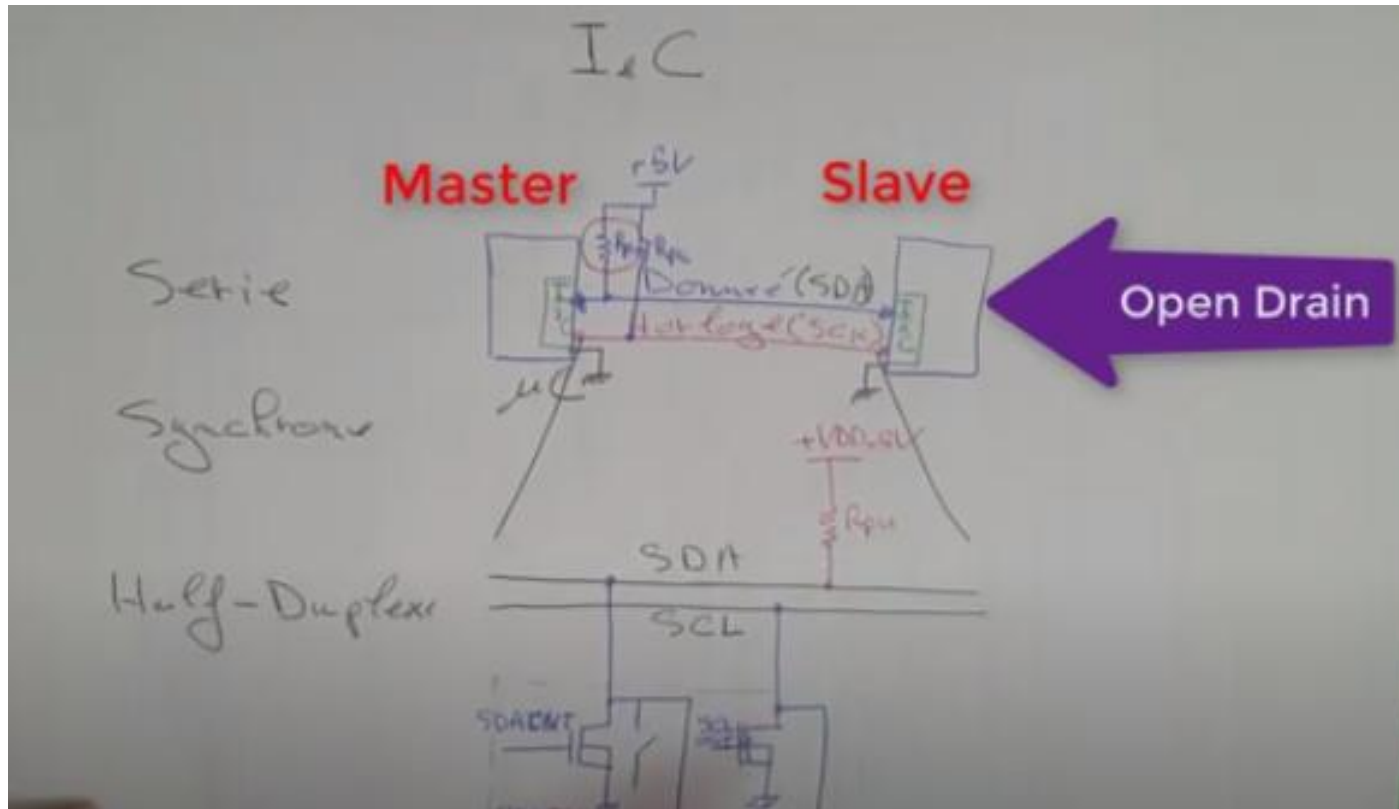 I2C
+5V
Master
Slave
Rpu
Serie
Donnée (SDA)
Open Drain
Horloge (SCK)
µC
Synchrone
+VDD
Rpu
SDA
Half-Duplex
SCL